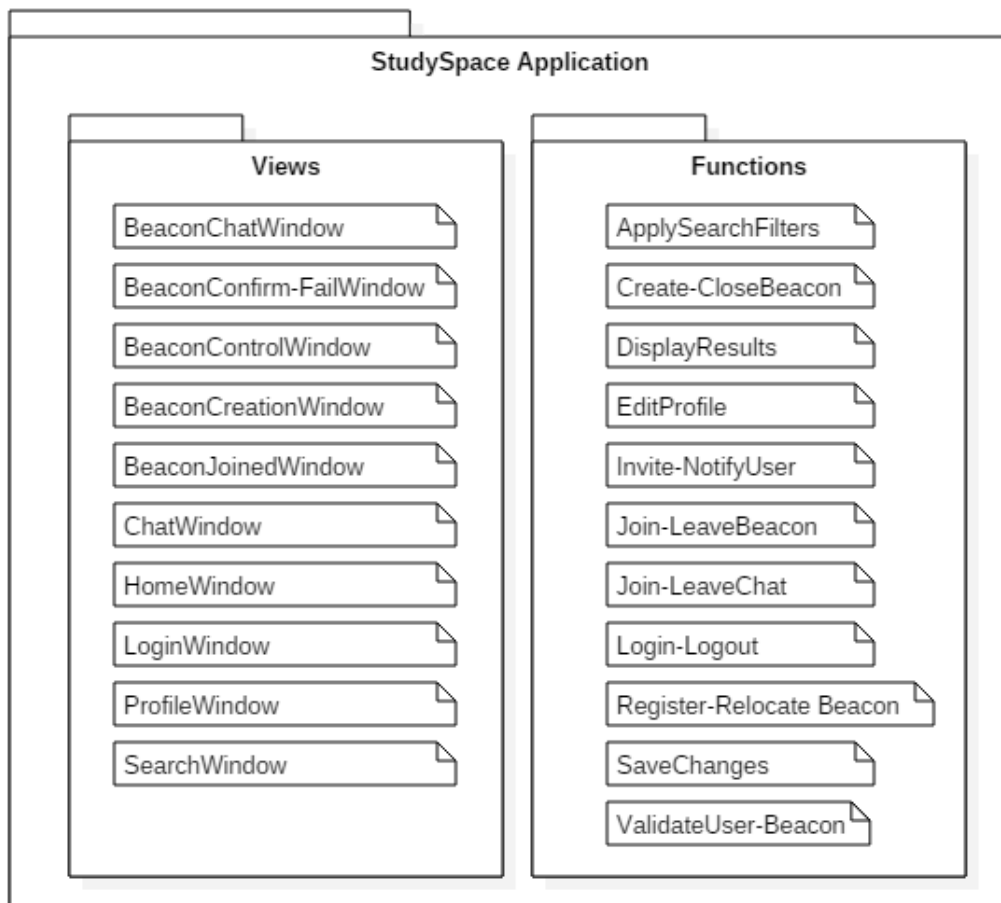 StudySpace Application
Views
BeaconChatWindow
BeaconConfirm-FailWindow
BeaconControlWindow
BeaconCreationWindow
BeaconJoinedWindow
ChatWindow
HomeWindow
LoginWindow
ProfileWindow
SearchWindow
Functions
ApplySearchFilters
Create-CloseBeacon
DisplayResults
EditProfile
Invite-NotifyUser
Join-LeaveBeacon
Join-LeaveChat
Login-Logout
Register-Relocate Beacon
SaveChanges
ValidateUser-Beacon